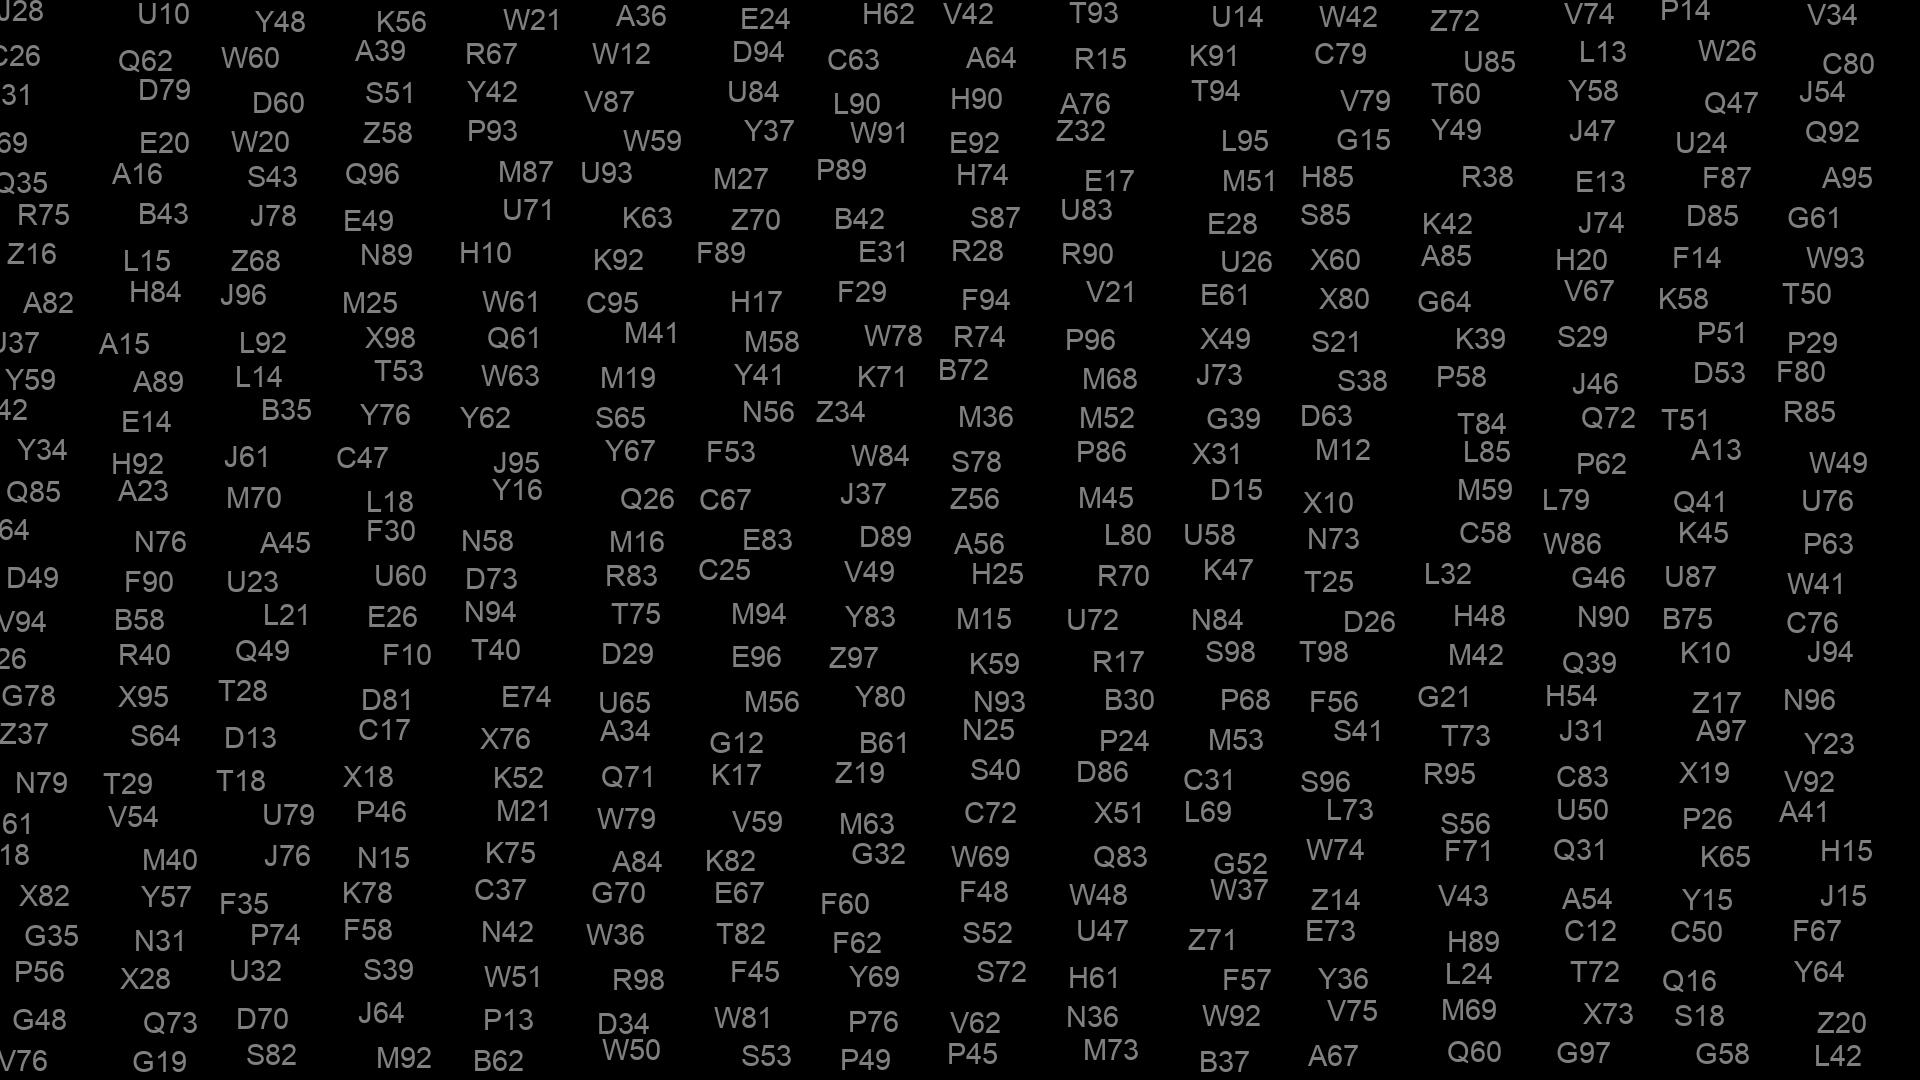 J28 U10 Y48 K56 W21 A36 E24 H62 V42 T93 U14 W42 Z72 V74 P14 V34
C26 Q62 W60 A39 R67 W12 D94 C63 A64 R15 K91 C79 U85 L13 W26 C80
31 D79 D60 S51 Y42 V87 U84 L90 H90 A76 T94 V79 T60 Y58 Q47 J54
69 E20 W20 Z58 P93 W59 Y37 W91 E92 Z32 L95 G15 Y49 J47 U24 Q92
Q35 A16 S43 Q96 M87 U93 M27 P89 H74 E17 M51 H85 R38 E13 F87 A95
R75 B43 J78 E49 U71 K63 Z70 B42 S87 U83 E28 S85 K42 J74 D85 G61
Z16 L15 Z68 N89 H10 K92 F89 E31 R28 R90 U26 X60 A85 H20 F14 W93
A82 H84 J96 M25 W61 C95 H17 F29 F94 V21 E61 X80 G64 V67 K58 T50
37 A15 L92 X98 Q61 M41 M58 W78 R74 P96 X49 S21 K39 S29 P51 P29
Y59 A89 L14 T53 W63 M19 Y41 K71 B72 M68 J73 S38 P58 J46 D53 F80
42 E14 B35 Y76 Y62 S65 N56 Z34 M36 M52 G39 D63 T84 Q72 T51 R85
Y34 H92 J61 C47 J95 Y67 F53 W84 S78 P86 X31 M12 L85 P62 A13 W49
Q85 A23 M70 L18 Y16 Q26 C67 J37 Z56 M45 D15 X10 M59 L79 Q41 U76
64 N76 A45 F30 N58 M16 E83 D89 A56 L80 U58 N73 C58 W86 K45 P63
D49 F90 U23 U60 D73 R83 C25 V49 H25 R70 K47 T25 L32 G46 U87 W41
V94 B58 L21 E26 N94 T75 M94 Y83 M15 U72 N84 D26 H48 N90 B75 C76
26 R40 Q49 F10 T40 D29 E96 Z97 K59 R17 S98 T98 M42 Q39 K10 J94
G78 X95 T28 D81 E74 U65 M56 Y80 N93 B30 P68 F56 G21 H54 Z17 N96
Z37 S64 D13 C17 X76 A34 G12 B61 N25 P24 M53 S41 T73 J31 A97 Y23
N79 T29 T18 X18 K52 Q71 K17 Z19 S40 D86 C31 S96 R95 C83 X19 V92
61 V54 U79 P46 M21 W79 V59 M63 C72 X51 L69 L73 S56 U50 P26 A41
18 M40 J76 N15 K75 A84 K82 G32 W69 Q83 G52 W74 F71 Q31 K65 H15
X82 Y57 F35 K78 C37 G70 E67 F60 F48 W48 W37 Z14 V43 A54 Y15 J15
G35 N31 P74 F58 N42 W36 T82 F62 S52 U47 Z71 E73 H89 C12 C50 F67
P56 X28 U32 S39 W51 R98 F45 Y69 S72 H61 F57 Y36 L24 T72 Q16 Y64
G48 Q73 D70 J64 P13 D34 W81 P76 V62 N36 W92 V75 M69 X73 S18 Z20
V76 G19 S82 M92 B62 W50 S53 P49 P45 M73 B37 A67 Q60 G97 G58 L42